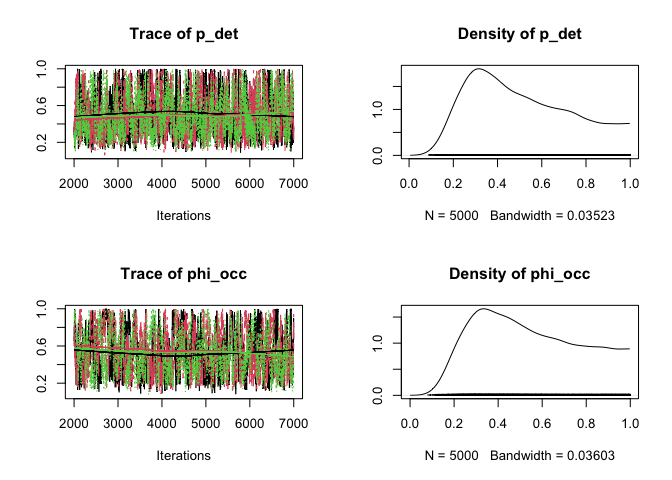 Trace of p_det
1.0
0.6
0.2
2000 3000 4000 5000 6000 7000
Iterations
Density of p_det
1.0
0.0
0.0 0.2 0.4 0.6 0.8 1.0
N = 5000 Bandwidth = 0.03523
Trace of phi_occ
1.0
0.6
0.2
2000 3000 4000 5000 6000 7000
Iterations
Density of phi_occ
1.0
0.0
0.0 0.2 0.4 0.6 0.8 1.0
N = 5000 Bandwidth = 0.03603